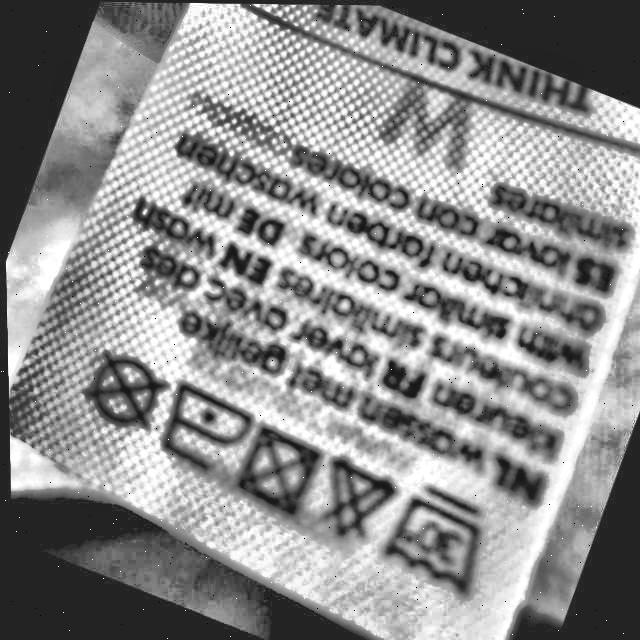 30
NL wassen met gelijke
kleuren FR laver avec des
couleurs similaires EN wash
with similar colors DE mit
ähnlichen farben waschen
ES lavar con colores
similares
THINK CLIMATE